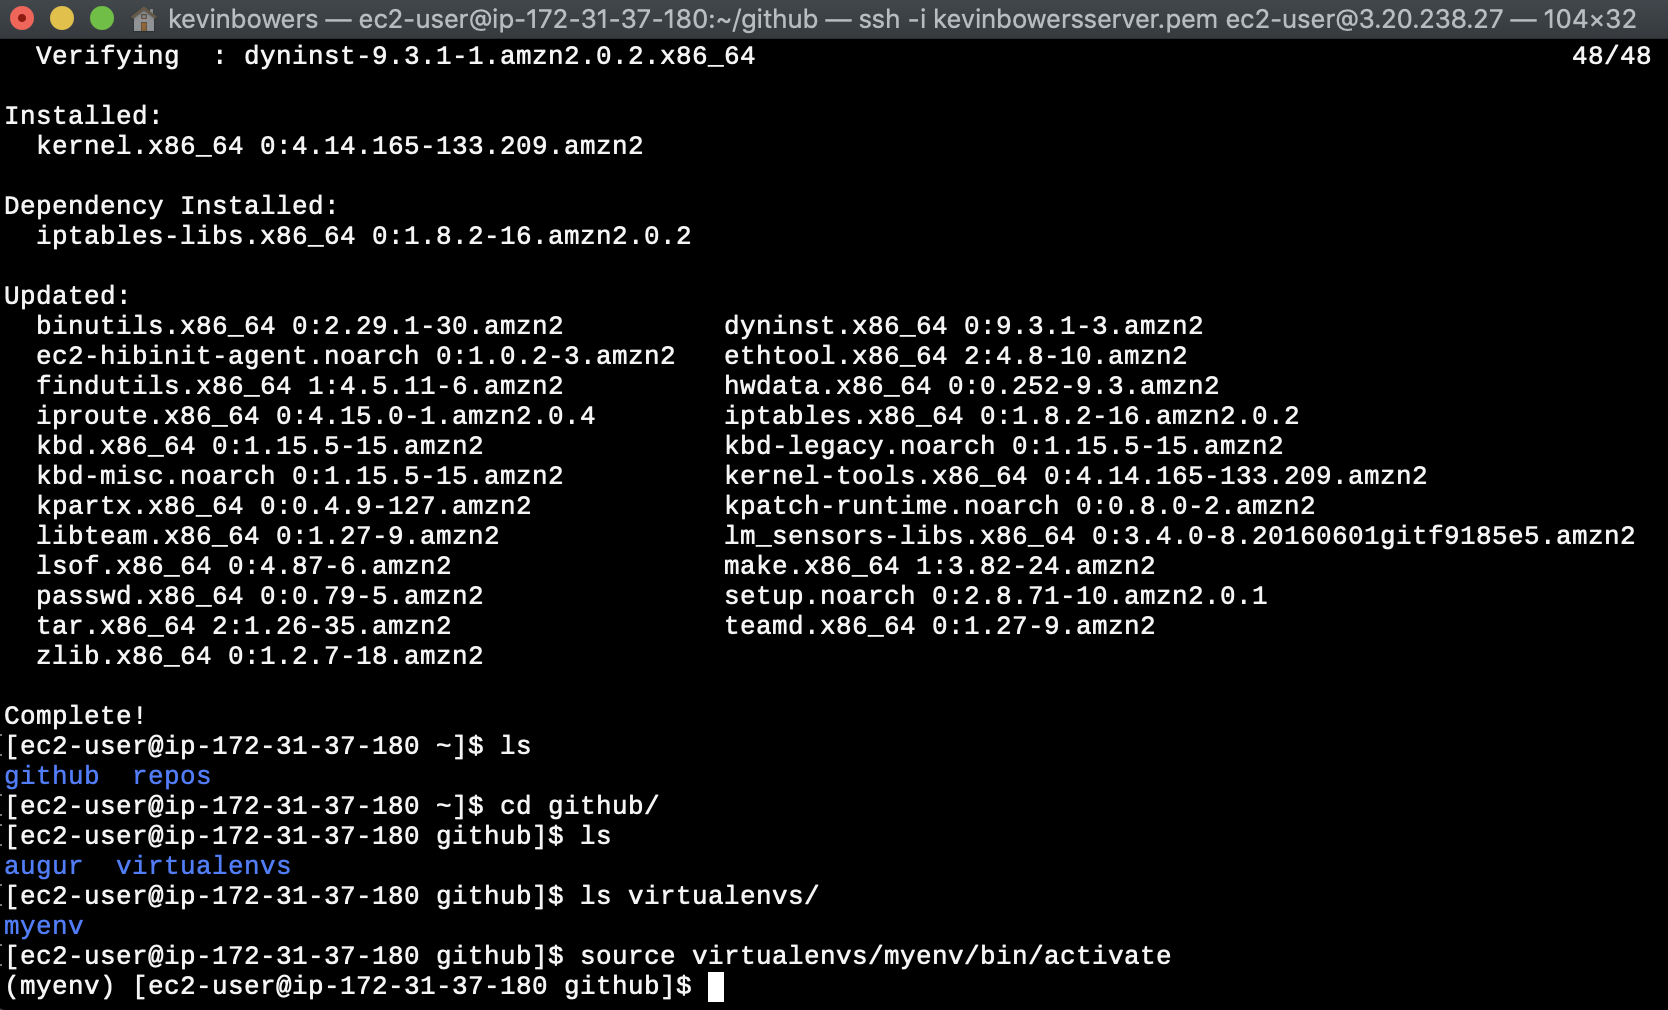 kevinbowers — ec2-user@ip-172-31-37-180:~/github — ssh -i kevinbowersserver.pem ec2-user@3.20.238.27 — 104×32
  Verifying  : dyninst-9.3.1-1.amzn2.0.2.x86_64 48/48
Installed:
  kernel.x86_64 0:4.14.165-133.209.amzn2
Dependency Installed:
  iptables-libs.x86_64 0:1.8.2-16.amzn2.0.2
Updated:
  binutils.x86_64 0:2.29.1-30.amzn2 dyninst.x86_64 0:9.3.1-3.amzn2
  ec2-hibinit-agent.noarch 0:1.0.2-3.amzn2 ethtool.x86_64 2:4.8-10.amzn2
  findutils.x86_64 1:4.5.11-6.amzn2 hwdata.x86_64 0:0.252-9.3.amzn2
  iproute.x86_64 0:4.15.0-1.amzn2.0.4 iptables.x86_64 0:1.8.2-16.amzn2.0.2
  kbd.x86_64 0:1.15.5-15.amzn2 kbd-legacy.noarch 0:1.15.5-15.amzn2
  kbd-misc.noarch 0:1.15.5-15.amzn2 kernel-tools.x86_64 0:4.14.165-133.209.amzn2
  kpartx.x86_64 0:0.4.9-127.amzn2 kpatch-runtime.noarch 0:0.8.0-2.amzn2
  libteam.x86_64 0:1.27-9.amzn2 lm_sensors-libs.x86_64 0:3.4.0-8.20160601gitf9185e5.amzn2
  lsof.x86_64 0:4.87-6.amzn2 make.x86_64 1:3.82-24.amzn2
  passwd.x86_64 0:0.79-5.amzn2 setup.noarch 0:2.8.71-10.amzn2.0.1
  tar.x86_64 2:1.26-35.amzn2 teamd.x86_64 0:1.27-9.amzn2
  zlib.x86_64 0:1.2.7-18.amzn2
Complete!
[ec2-user@ip-172-31-37-180 ~]$ ls
github  repos
[ec2-user@ip-172-31-37-180 ~]$ cd github/
[ec2-user@ip-172-31-37-180 github]$ ls
augur  virtualenvs
[ec2-user@ip-172-31-37-180 github]$ ls virtualenvs/
myenv
[ec2-user@ip-172-31-37-180 github]$ source virtualenvs/myenv/bin/activate
(myenv) [ec2-user@ip-172-31-37-180 github]$